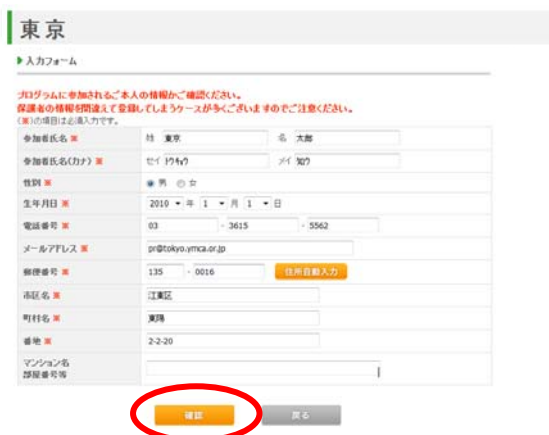 東京
入力フォーム
プログラムに参加されるご本人の情報かご確認ください。
保護者の情報を間違えて登録してしまうケースが多くございますのでご注意ください。
(※)の項目は必須入力です。
参加者氏名 ※ 姓 東京 名 太郎
参加者氏名(カナ) ※ セイ トウキョウ メイ タロウ
性別 ※ 男 女
生年月日 ※ 2010 年 1 月 1 日
電話番号 ※ 03 - 3615 - 5562
メールアドレス ※ pr@tokyo.ymca.or.jp
郵便番号 ※ 135 - 0016 住所自動入力
市区名 ※ 江東区
町村名 ※ 東陽
番地 ※ 2-2-20
マンション名
部屋番号等
確認 戻る